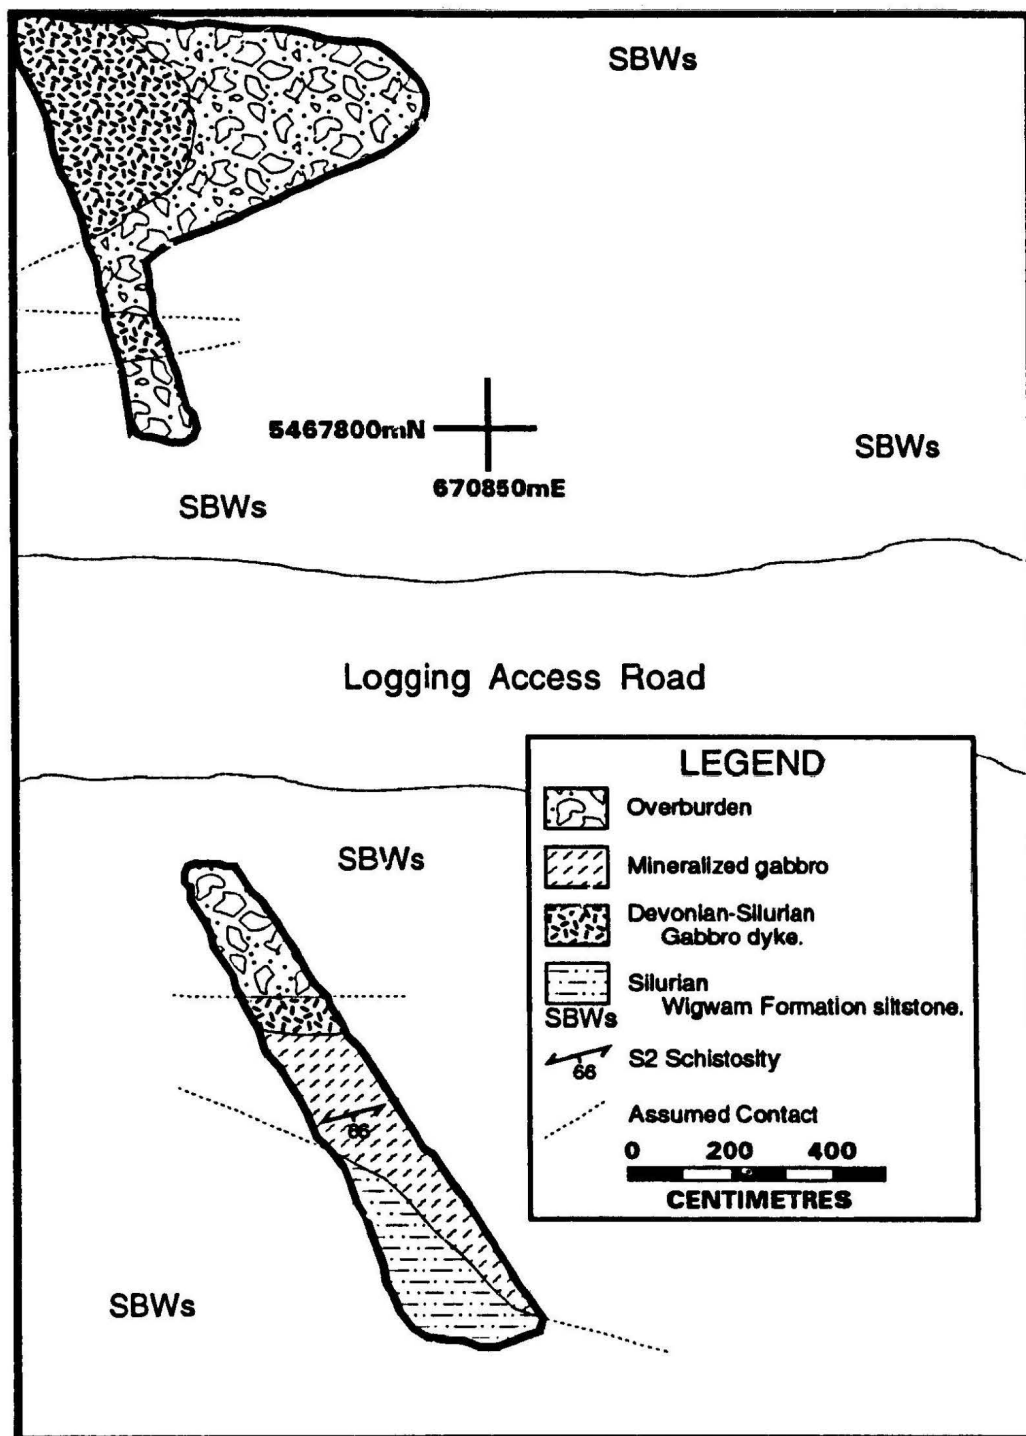 SBWs
5467800mN
670850mE
SBWs
SBWs
Logging Access Road
LEGEND
Overburden
Mineralized gabbro
Devonian-Silurian
Gabbro dyke.
Silurian
Wigwam Formation siltstone.
SBWs
66
S2 Schistosity
Assumed Contact
0 200 400
CENTIMETRES
SBWs
66
SBWs